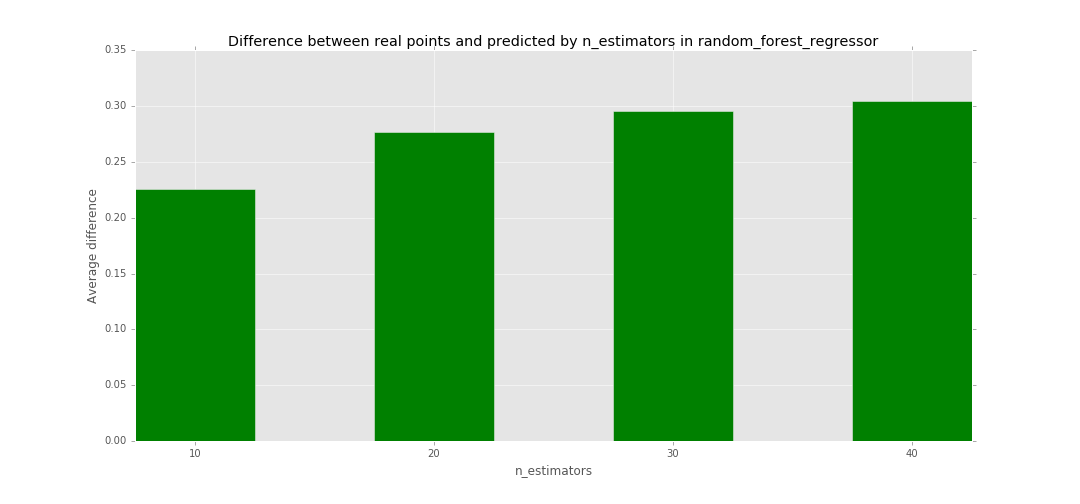 Difference between real points and predicted by n_estimators in random_forest_regressor
0.35
0.30
0.25
0.20
0.15
0.10
0.05
0.00
Average difference
10 20 30 40
n_estimators